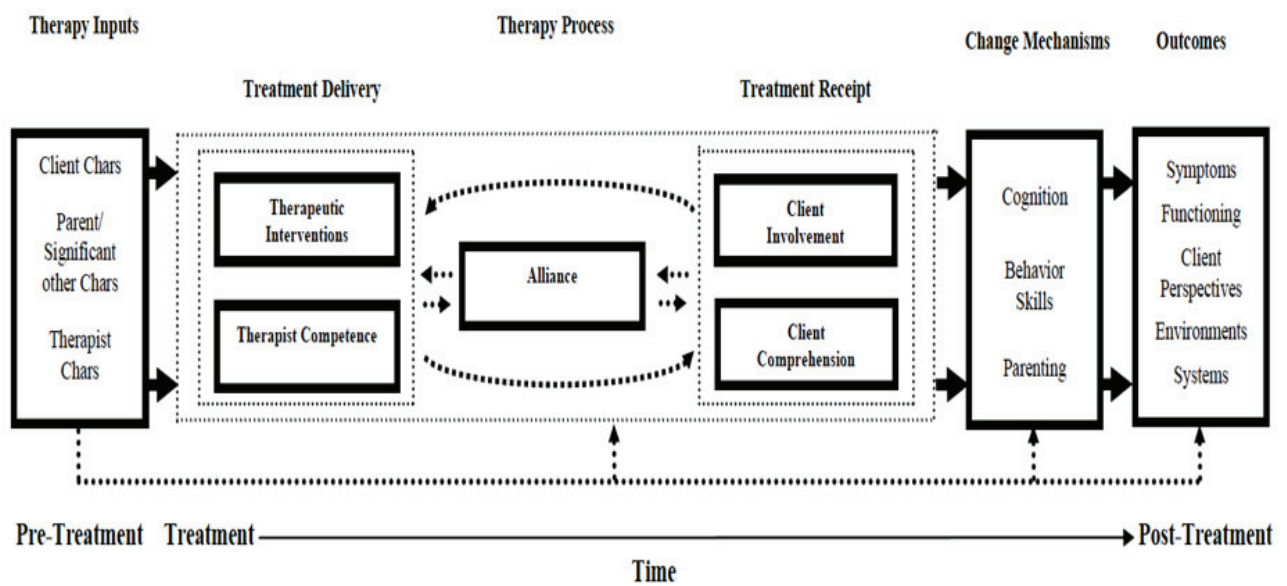 Therapy Inputs
Therapy Process
Change Mechanisms
Outcomes
Treatment Delivery
Treatment Receipt
Client Chars
Parent/
Significant
other Chars
Therapist
Chars
Therapeutic
Interventions
Therapist Competence
Alliance
Client
Involvement
Client
Comprehension
Cognition
Behavior
Skills
Parenting
Symptoms
Functioning
Client
Perspectives
Environments
Systems
Pre-Treatment
Treatment
Post-Treatment
Time